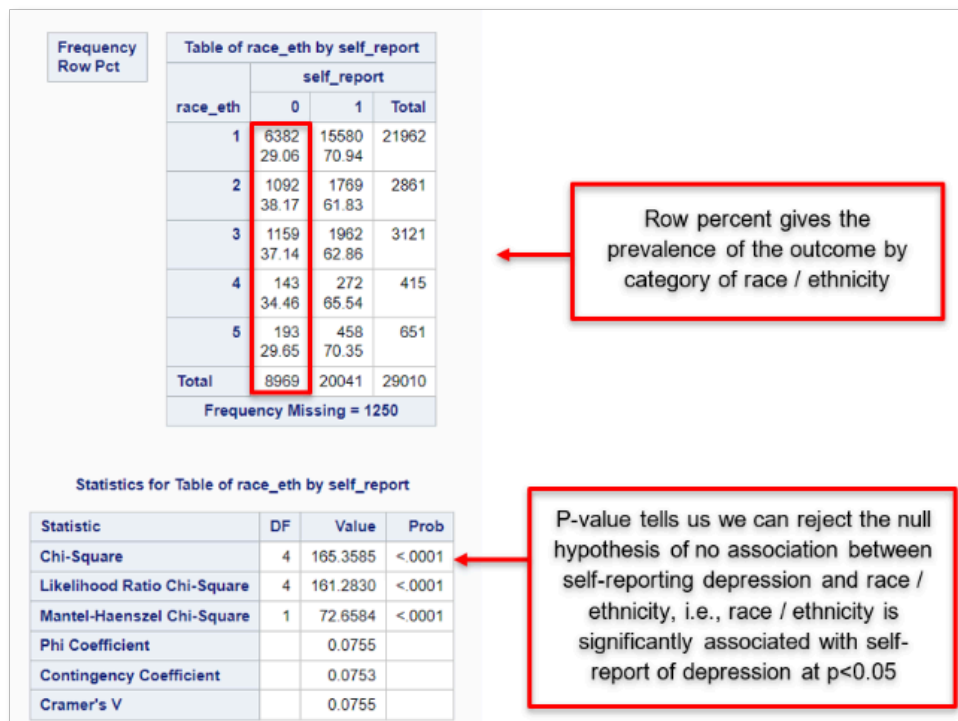 Frequency
Row Pct
Table of race_eth by self_report
self_report
race_eth 0 1 Total
1 6382 15580 21962
29.06 70.94
2 1092 1769 2861
38.17 61.83
3 1159 1962 3121
37.14 62.86
4 143 272 415
34.46 65.54
5 193 458 651
29.65 70.35
Total 8969 20041 29010
Frequency Missing = 1250
Row percent gives the
prevalence of the outcome by
category of race / ethnicity
Statistics for Table of race_eth by self_report
Statistic DF Value Prob
Chi-Square 4 165.3585 <.0001
Likelihood Ratio Chi-Square 4 161.2830 <.0001
Mantel-Haenszel Chi-Square 1 72.6584 <.0001
Phi Coefficient 0.0755
Contingency Coefficient 0.0753
Cramer's V 0.0755
P-value tells us we can reject the null
hypothesis of no association between
self-reporting depression and race /
ethnicity, i.e., race / ethnicity is
significantly associated with self-
report of depression at p<0.05